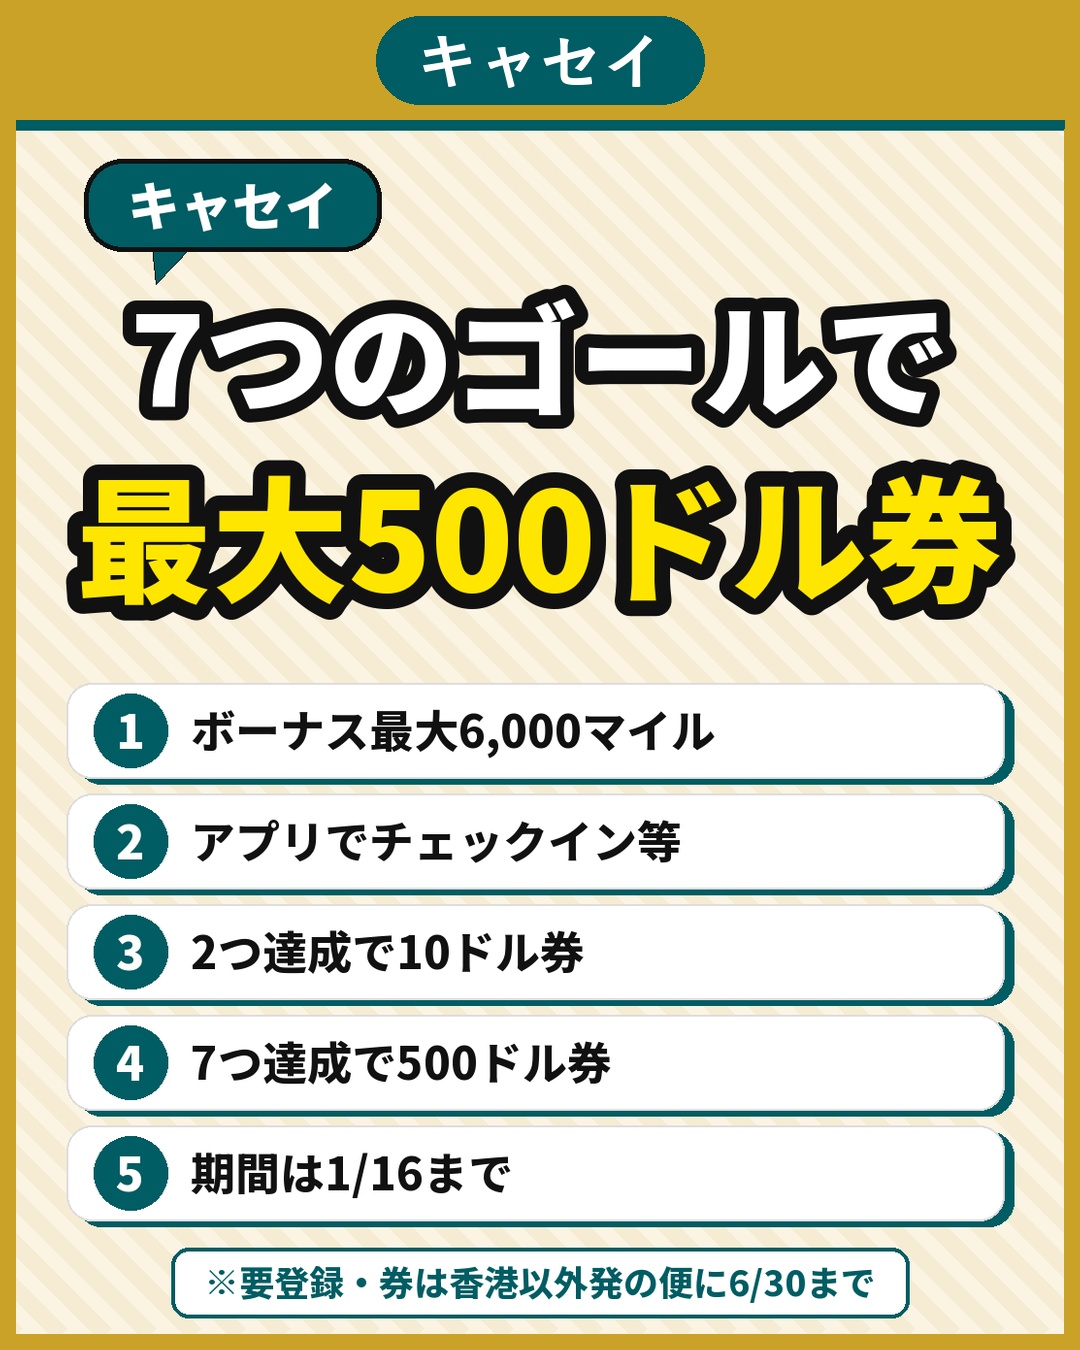 キャセイ
キャセイ
7つのゴールで
最大500ドル券
1 ボーナス最大6,000マイル
2 アプリでチェックイン等
3 2つ達成で10ドル券
4 7つ達成で500ドル券
5 期間は1/16まで
※要登録・券は香港以外発の便に6/30まで